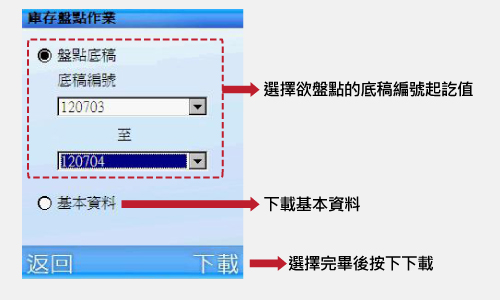 庫存盤點作業
盤點底稿
底稿編號
120703
至
120704
選擇欲盤點的底稿編號起訖值
基本資料
下載基本資料
返回
下載
選擇完畢後按下下載